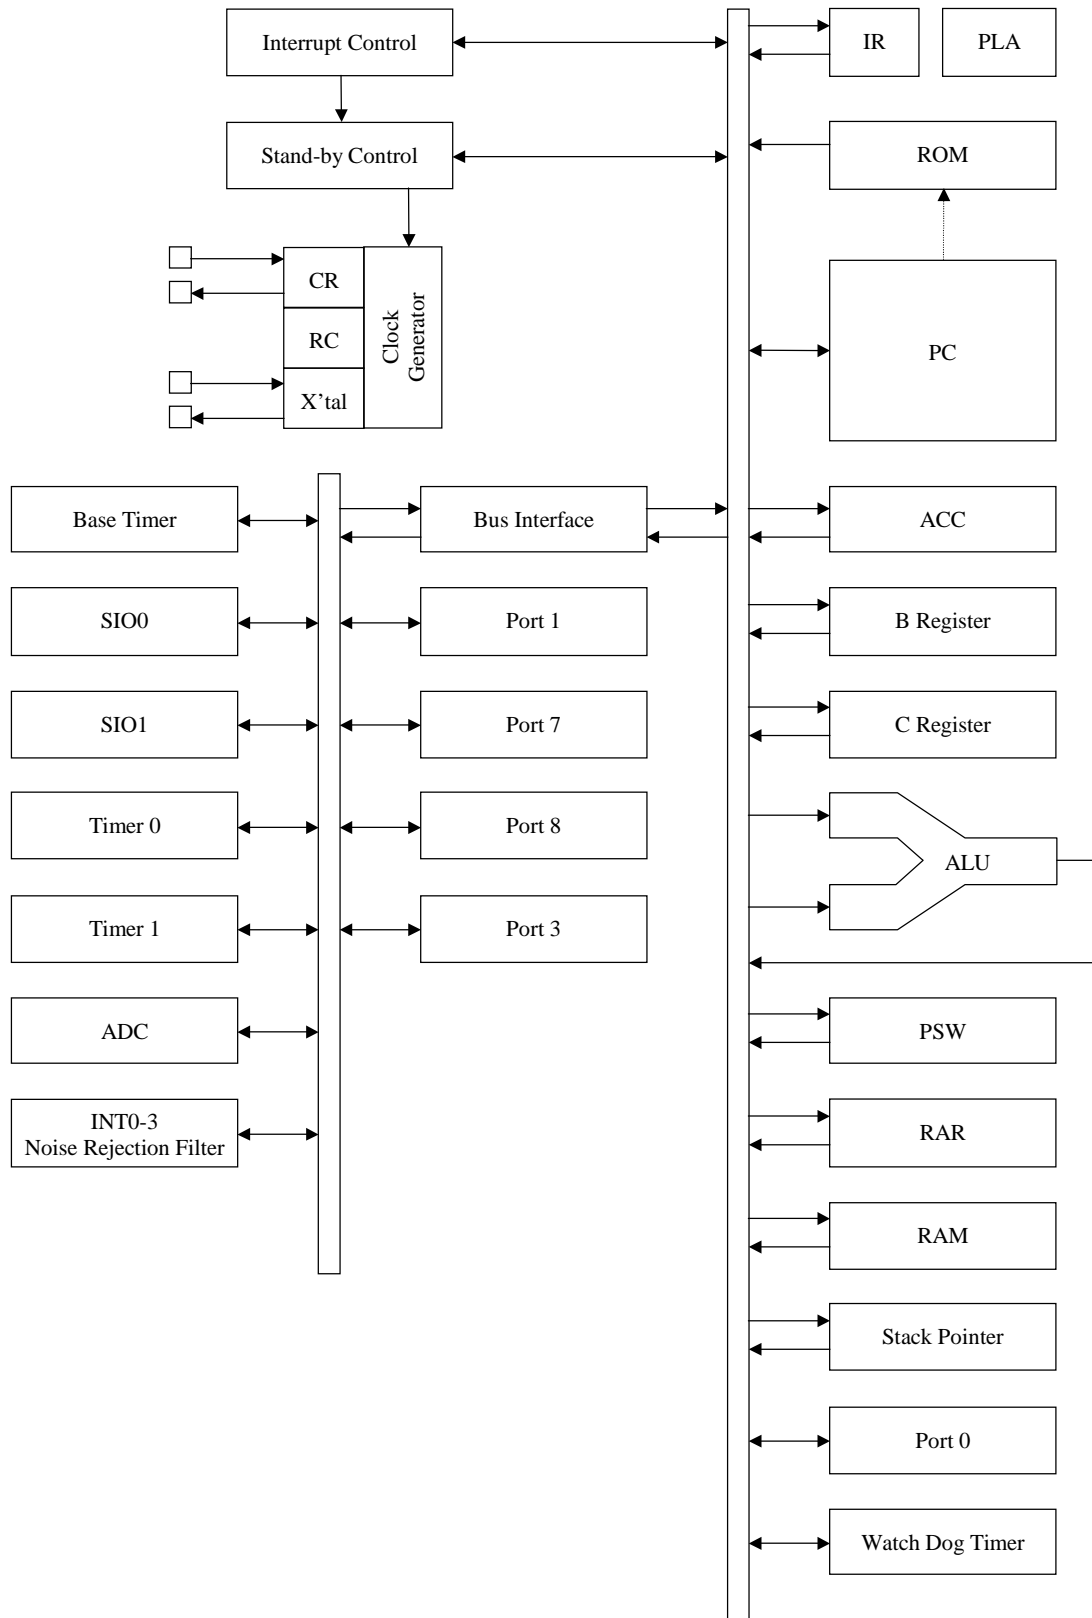 Interrupt Control
IR
PLA
Stand-by Control
ROM
CR
RC
X’tal
Clock
Generator
PC
Base Timer
Bus Interface
ACC
SIO0
Port 1
B Register
SIO1
Port 7
C Register
Timer 0
Port 8
ALU
Timer 1
Port 3
ADC
PSW
INT0-3
Noise Rejection Filter
RAR
RAM
Stack Pointer
Port 0
Watch Dog Timer